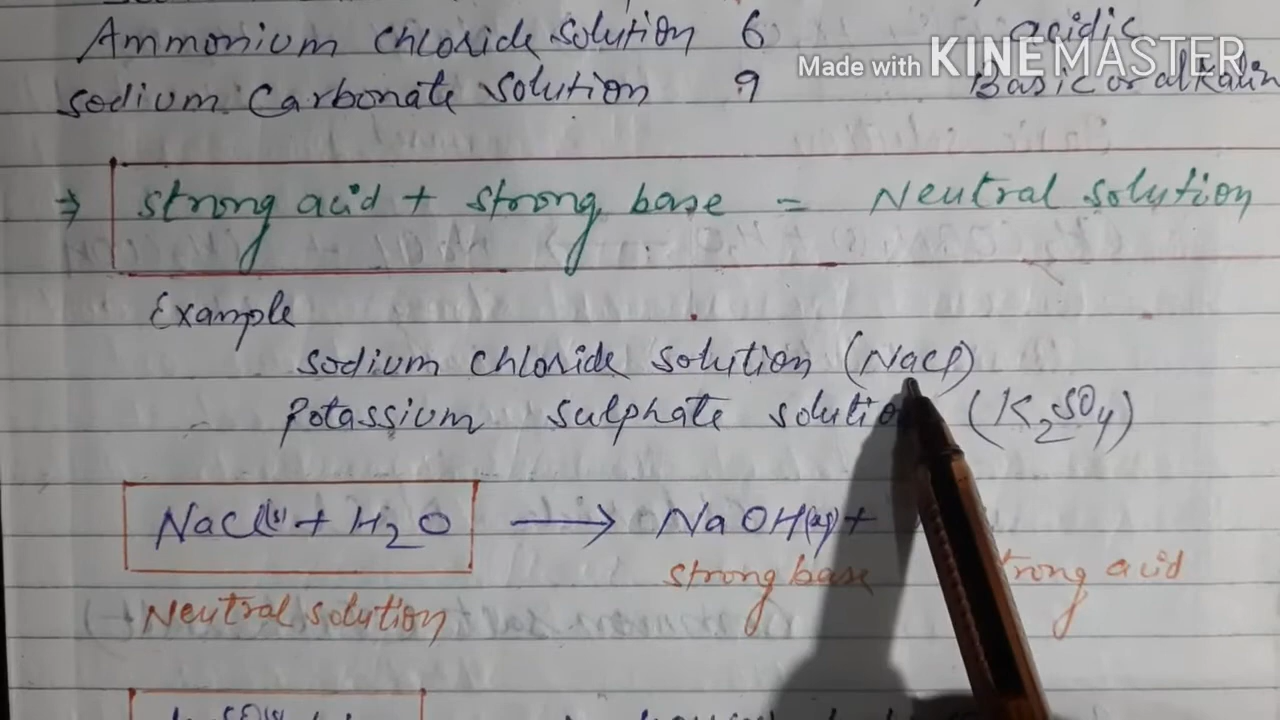 Ammonium chloride solution 6 acidic
Made with KINEMASTER
sodium carbonate solution 9 Basic or alkalin
⇒ strong acid + strong base = Neutral solution
Example
sodium chloride solution (NaCl)
potassium sulphate solution (K2SO4)
NaCl(s) + H2O → NaOH(aq) +
strong base trong acid
Neutral solution